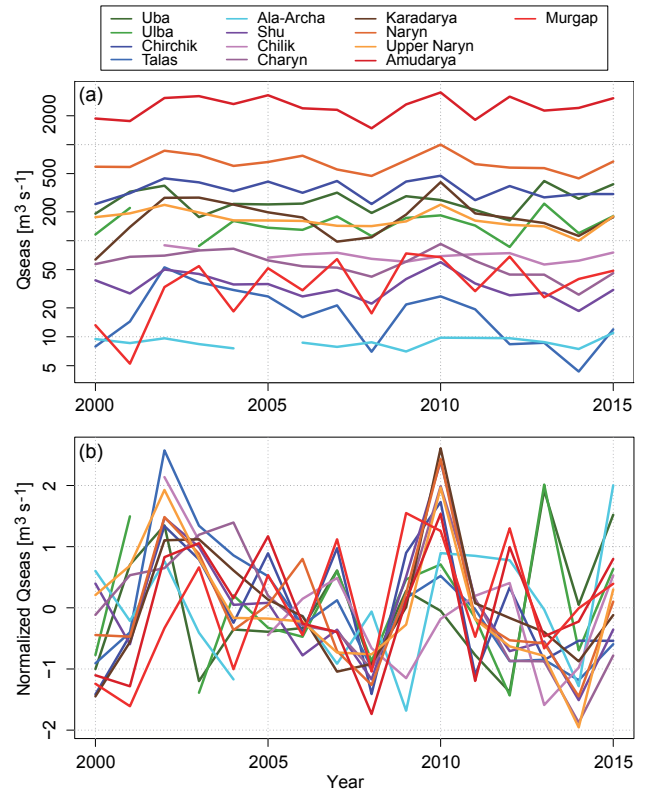 Uba Ala-Archa Karadarya Murgap
Ulba Shu Naryn
Chirchik Chilik Upper Naryn
Talas Charyn Amudarya
(a)
Qseas [m³ s⁻¹]
2000
500
200
50
20
10
5
2000 2005 2010 2015
(b)
Normalized Qseas [m³ s⁻¹]
2
1
0
−1
−2
2000 2005 2010 2015
Year